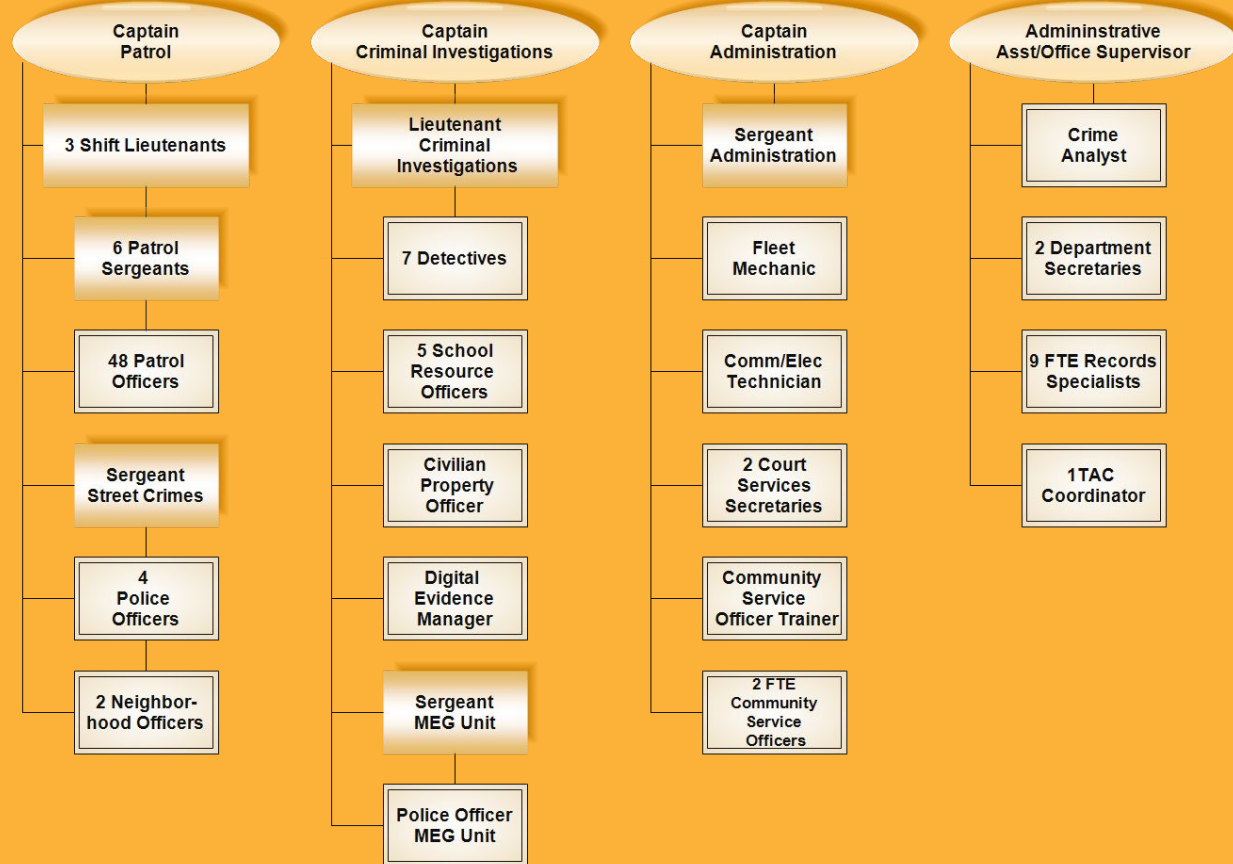 Captain
Patrol
3 Shift Lieutenants
6 Patrol
Sergeants
48 Patrol
Officers
Sergeant
Street Crimes
4
Police
Officers
2 Neighbor-
hood Officers
Captain
Criminal Investigations
Lieutenant
Criminal
Investigations
7 Detectives
5 School
Resource
Officers
Civilian
Property
Officer
Digital
Evidence
Manager
Sergeant
MEG Unit
Police Officer
MEG Unit
Captain
Administration
Sergeant
Administration
Fleet
Mechanic
Comm/Elec
Technician
2 Court
Services
Secretaries
Community
Service
Officer Trainer
2 FTE
Community
Service
Officers
Admininstrative
Asst/Office Supervisor
Crime
Analyst
2 Department
Secretaries
9 FTE Records
Specialists
1TAC
Coordinator